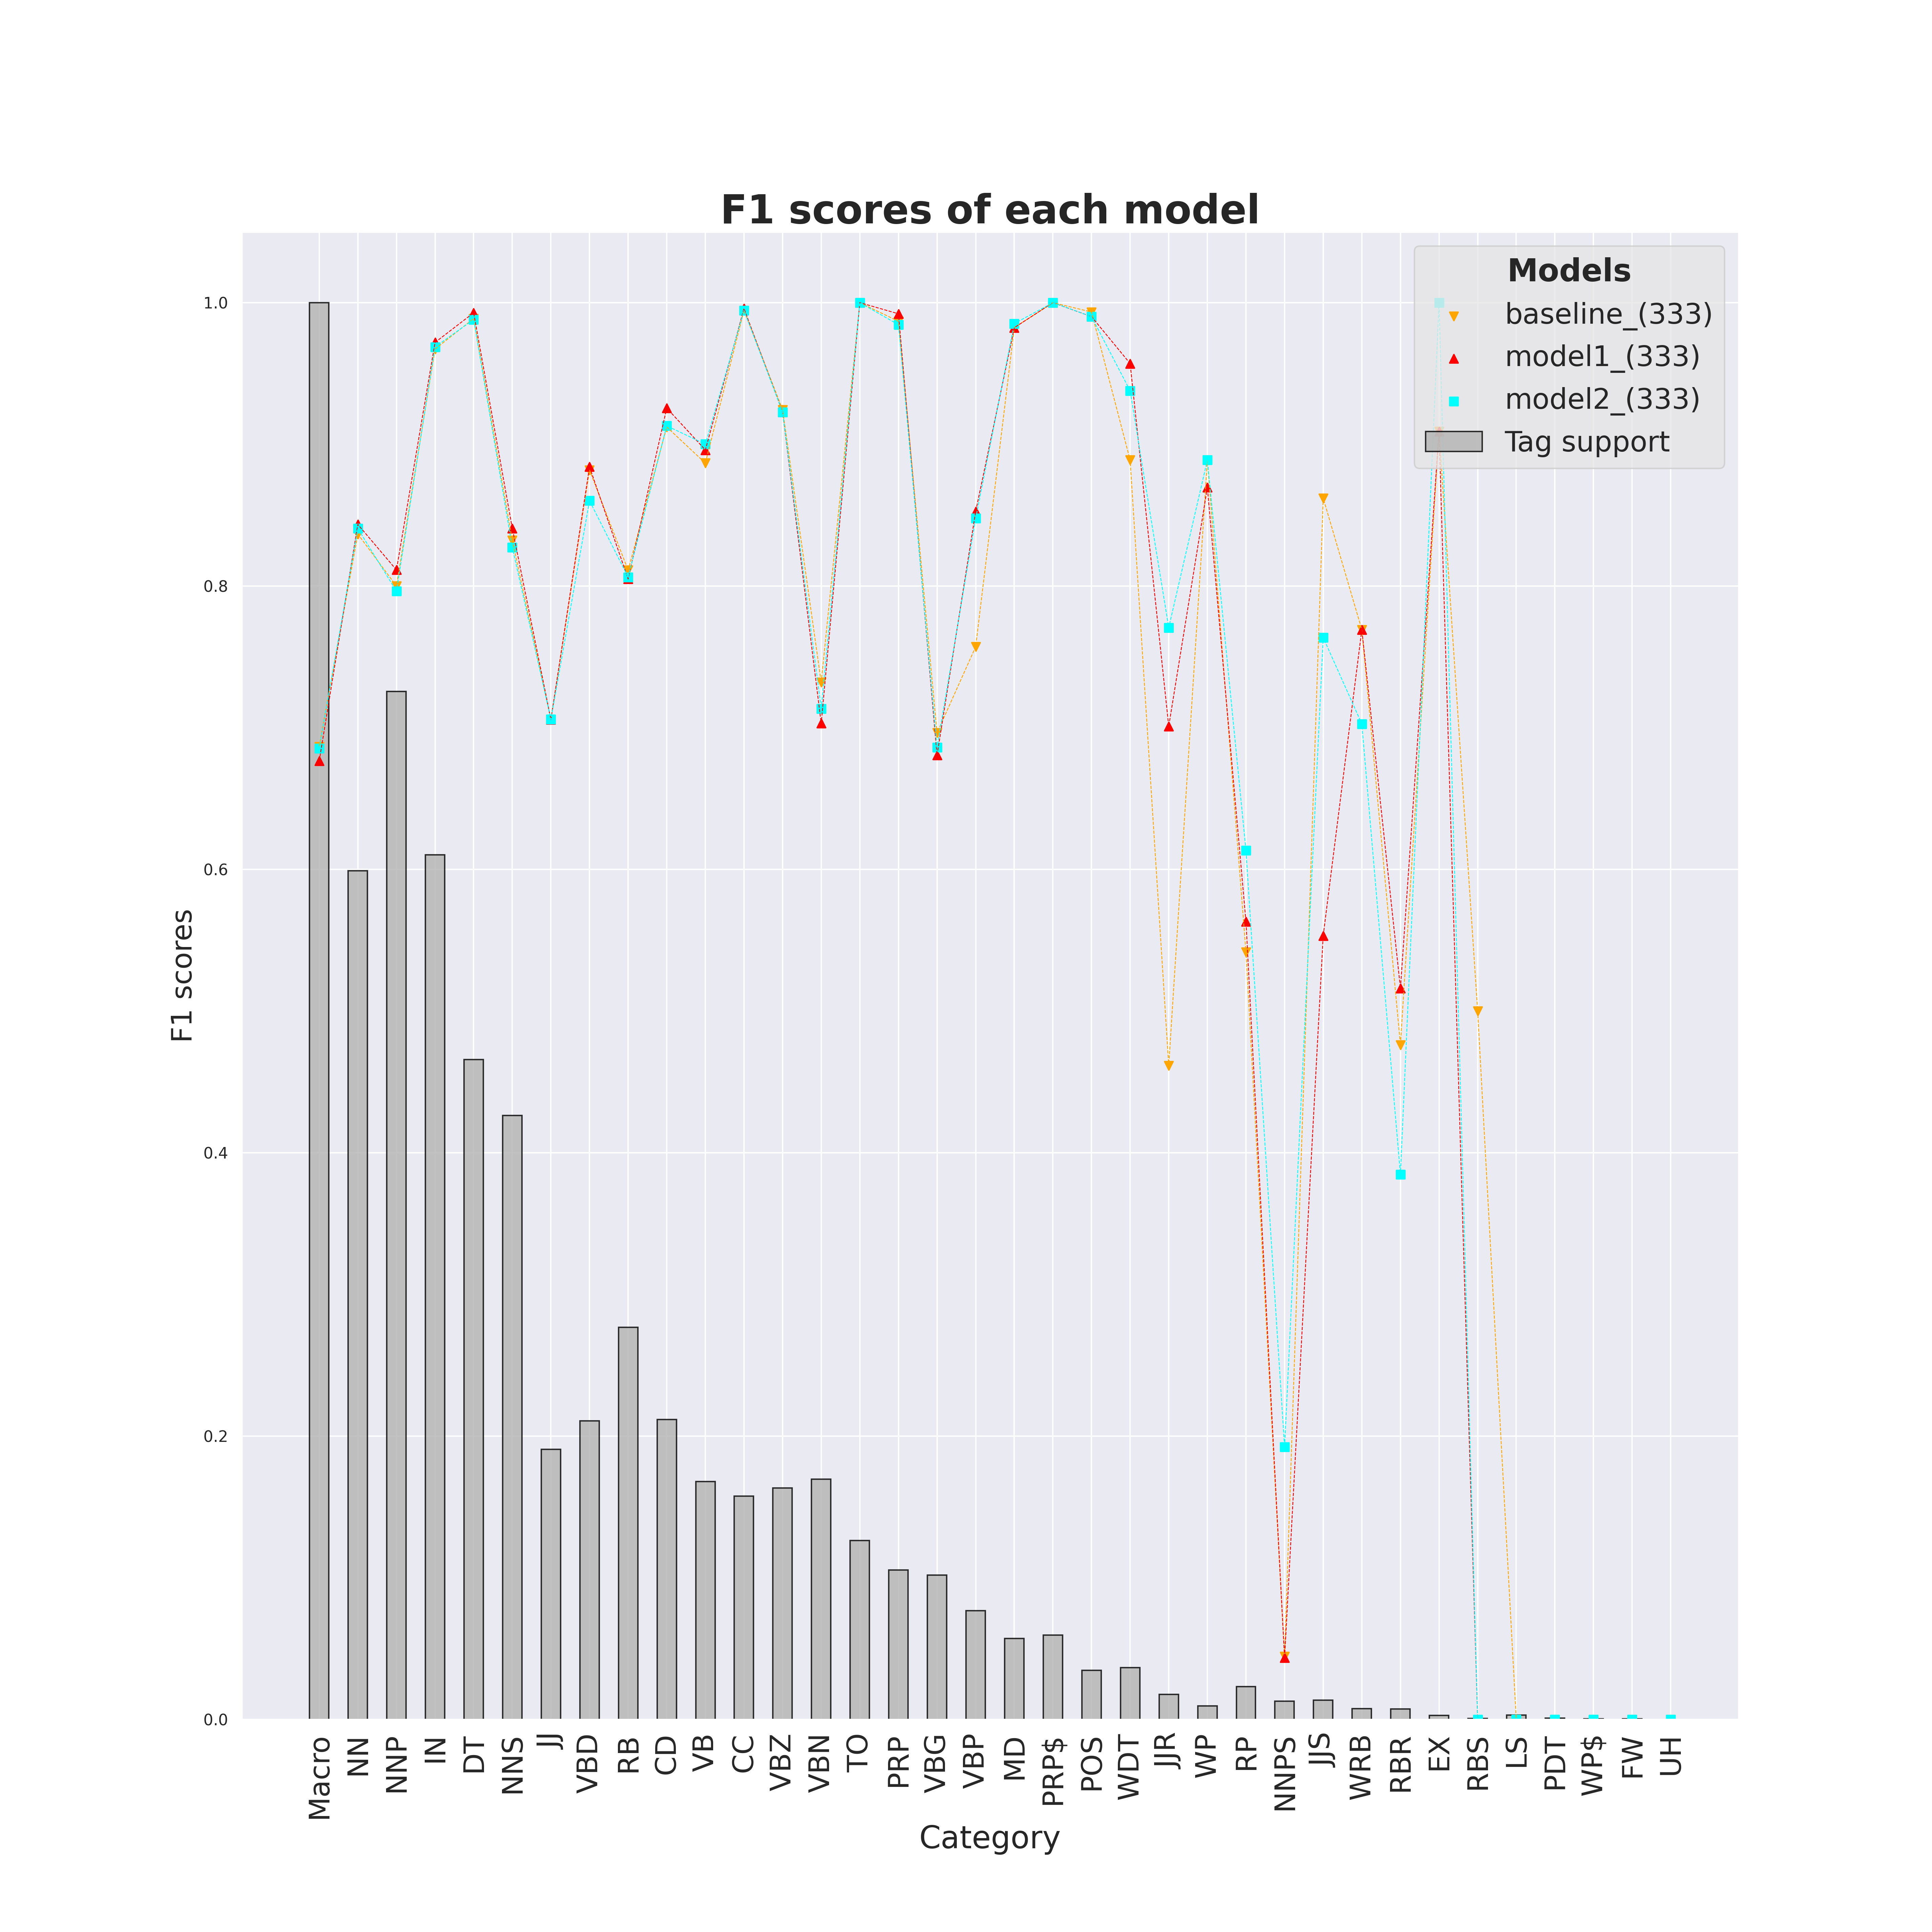 F1 scores of each model
Models
baseline_(333)
model1_(333)
model2_(333)
Tag support
F1 scores
1.0
0.8
0.6
0.4
0.2
0.0
Macro
NN
NNP
IN
DT
NNS
JJ
VBD
RB
CD
VB
CC
VBZ
VBN
TO
PRP
VBG
VBP
MD
PRP$
POS
WDT
JJR
WP
RP
NNPS
JJS
WRB
RBR
EX
RBS
LS
PDT
WP$
FW
UH
Category